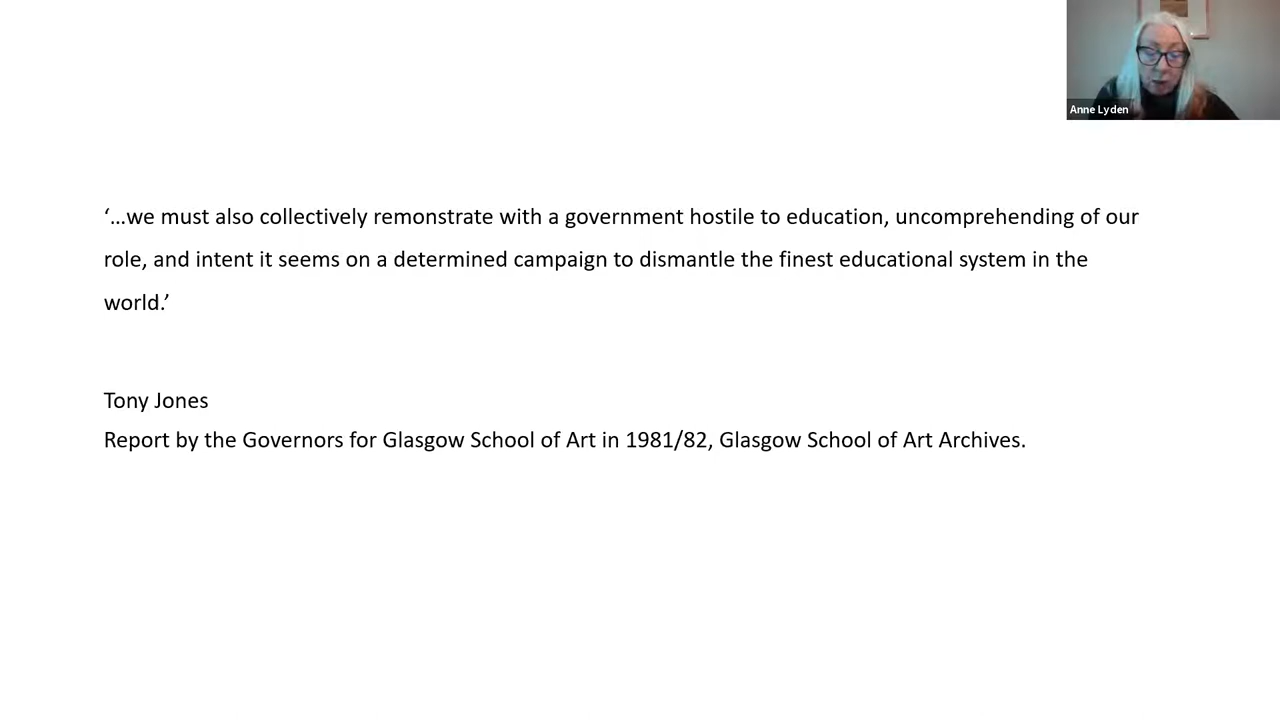 Anne Lyden
‘...we must also collectively remonstrate with a government hostile to education, uncomprehending of our
role, and intent it seems on a determined campaign to dismantle the finest educational system in the
world.’
Tony Jones
Report by the Governors for Glasgow School of Art in 1981/82, Glasgow School of Art Archives.